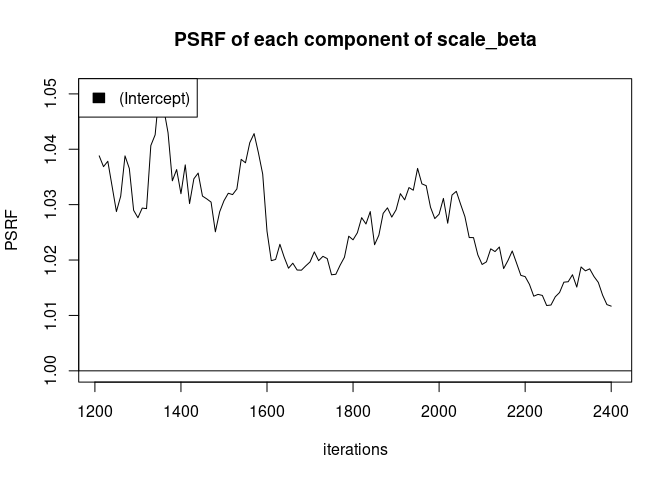 PSRF of each component of scale_beta
(Intercept)
PSRF
1.05
1.04
1.03
1.02
1.01
1.00
1200 1400 1600 1800 2000 2200 2400
iterations